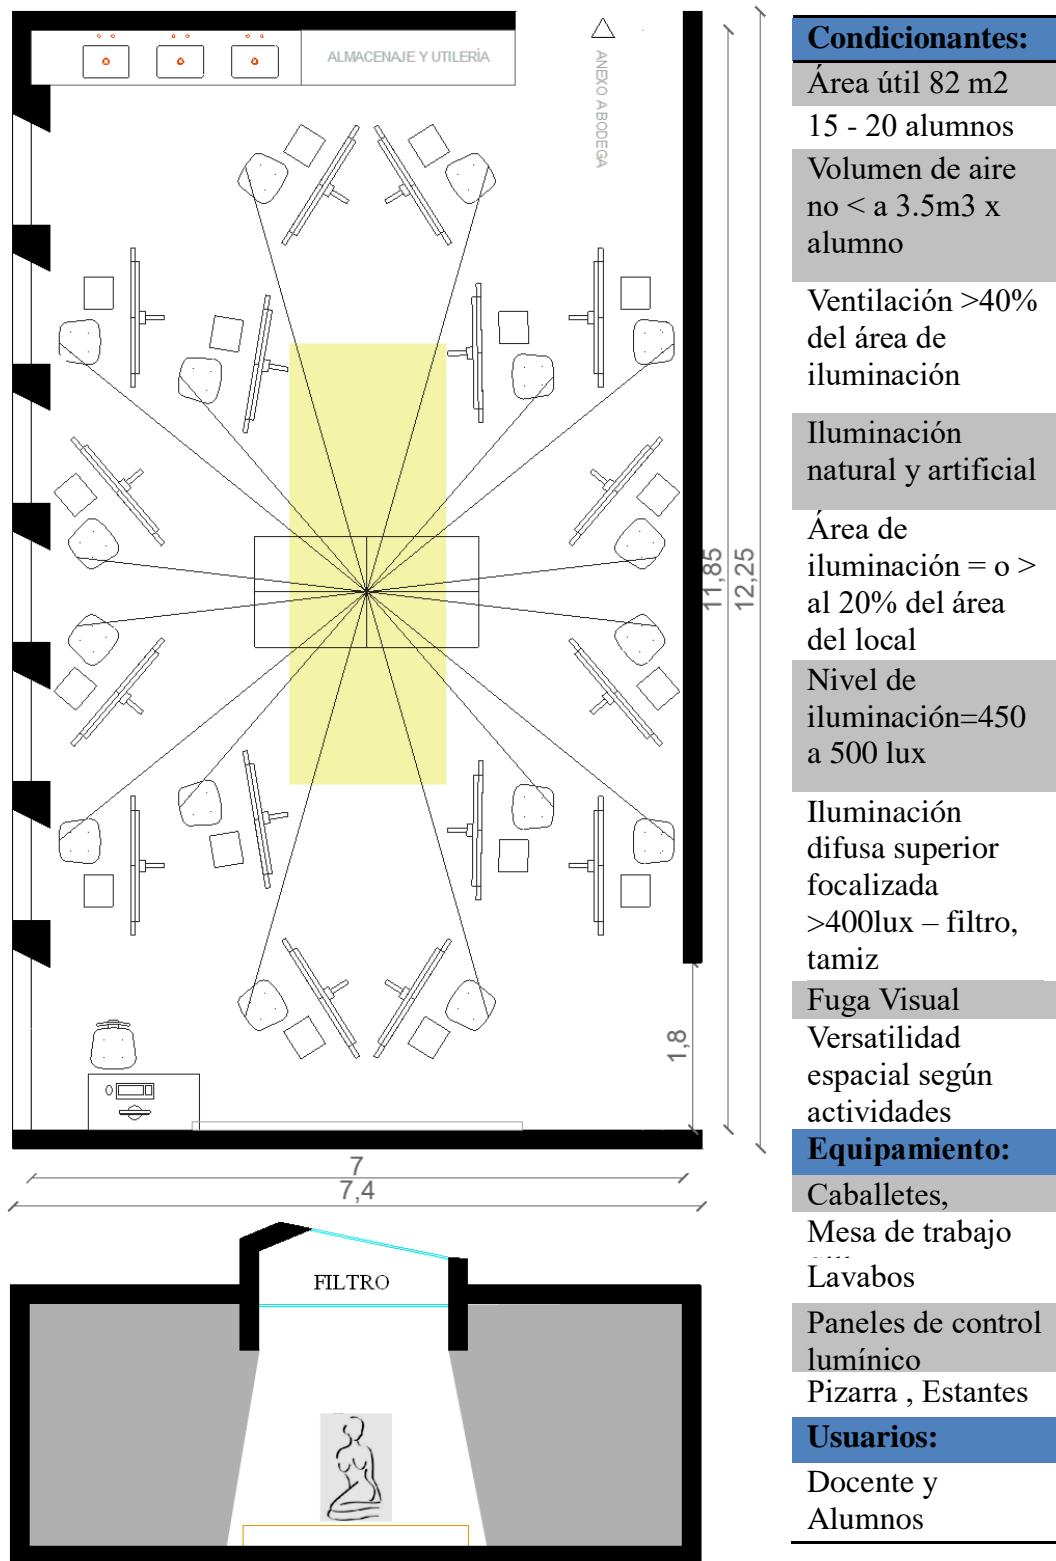 ALMACENAJE Y UTILERÍA
ANEXO A BODEGA
11,85
12,25
1,8
7
7,4
FILTRO
Condicionantes:
Área útil 82 m2
15 - 20 alumnos
Volumen de aire
no < a 3.5m3 x
alumno
Ventilación >40%
del área de
iluminación
Iluminación
natural y artificial
Área de
iluminación = o >
al 20% del área
del local
Nivel de
iluminación=450
a 500 lux
Iluminación
difusa superior
focalizada
>400lux – filtro,
tamiz
Fuga Visual
Versatilidad
espacial según
actividades
Equipamiento:
Caballetes,
Mesa de trabajo
Lavabos
Paneles de control
lumínico
Pizarra , Estantes
Usuarios:
Docente y
Alumnos